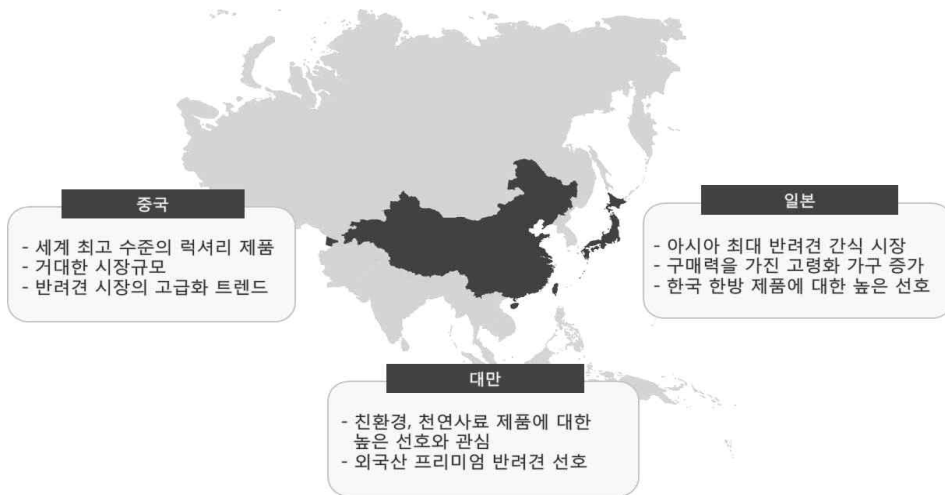 중국
- 세계 최고 수준의 럭셔리 제품
- 거대한 시장규모
- 반려견 시장의 고급화 트렌드
일본
- 아시아 최대 반려견 간식 시장
- 구매력을 가진 고령화 가구 증가
- 한국 한방 제품에 대한 높은 선호
대만
- 친환경, 천연사료 제품에 대한
높은 선호와 관심
- 외국산 프리미엄 반려견 선호